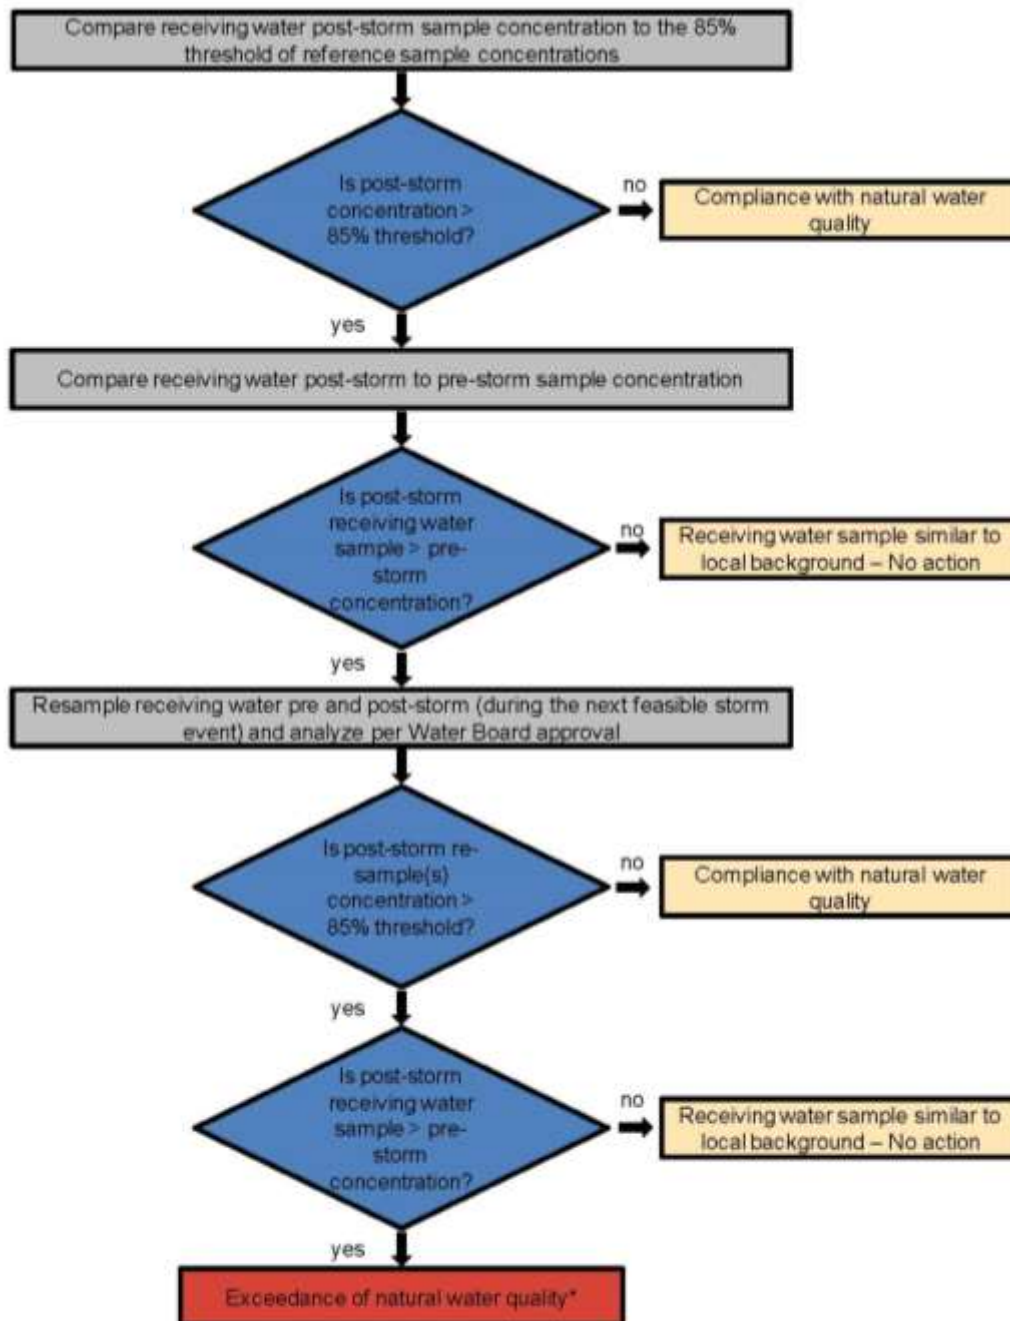 Compare receiving water post-storm sample concentration to the 85%
threshold of reference sample concentrations
Is post-storm
concentration >
85% threshold?
no
Compliance with natural water
quality
yes
Compare receiving water post-storm to pre-storm sample concentration
Is post-storm
receiving water
sample > pre-
storm
concentration?
no
Receiving water sample similar to
local background – No action
yes
Resample receiving water pre and post-storm (during the next feasible storm
event) and analyze per Water Board approval
Is post-storm re-
sample(s)
concentration >
85% threshold?
no
Compliance with natural water
quality
yes
Is post-storm
receiving water
sample > pre-
storm
concentration?
no
Receiving water sample similar to
local background – No action
yes
Exceedance of natural water quality*